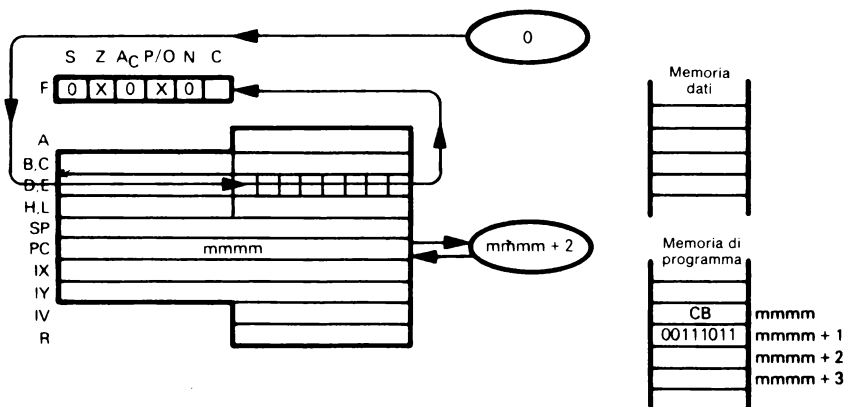 0
S Z AC P/O N C
F 0 X 0 X 0
A
B,C
D,E
H,L
SP
PC mmmm
IX
IY
IV
R
mmmm + 2
Memoria
dati
Memoria di
programma
CB mmmm
00111011 mmmm + 1
mmmm + 2
mmmm + 3